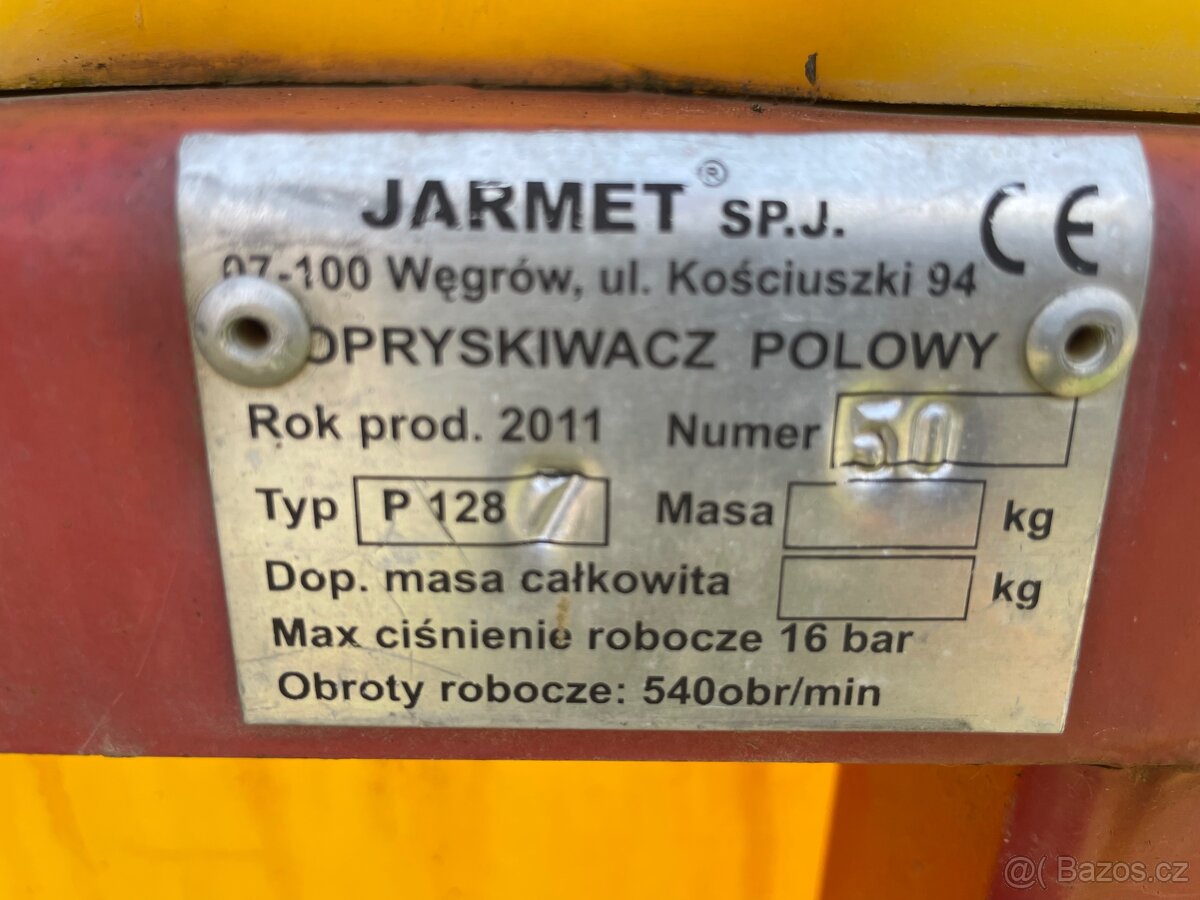 JARMET® SP.J. CE
07-100 Węgrów, ul. Kościuszki 94
OPRYSKIWACZ POLOWY
Rok prod. 2011 Numer 50
Typ P 128 Masa kg
Dop. masa całkowita kg
Max ciśnienie robocze 16 bar
Obroty robocze: 540obr/min
@( Bazos.cz